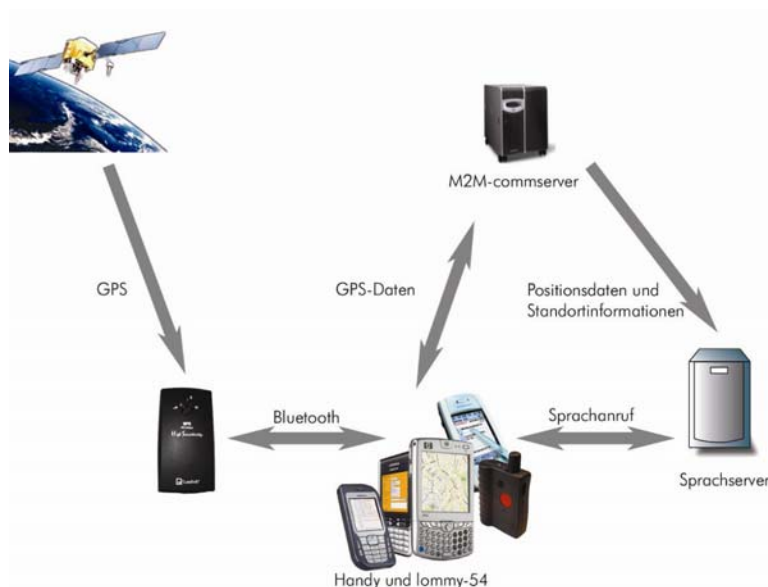 M2M-commserver
GPS
GPS-Daten
Positionsdaten und
Standortinformationen
Bluetooth
Sprachanruf
Sprachserver
Handy und lommy-54